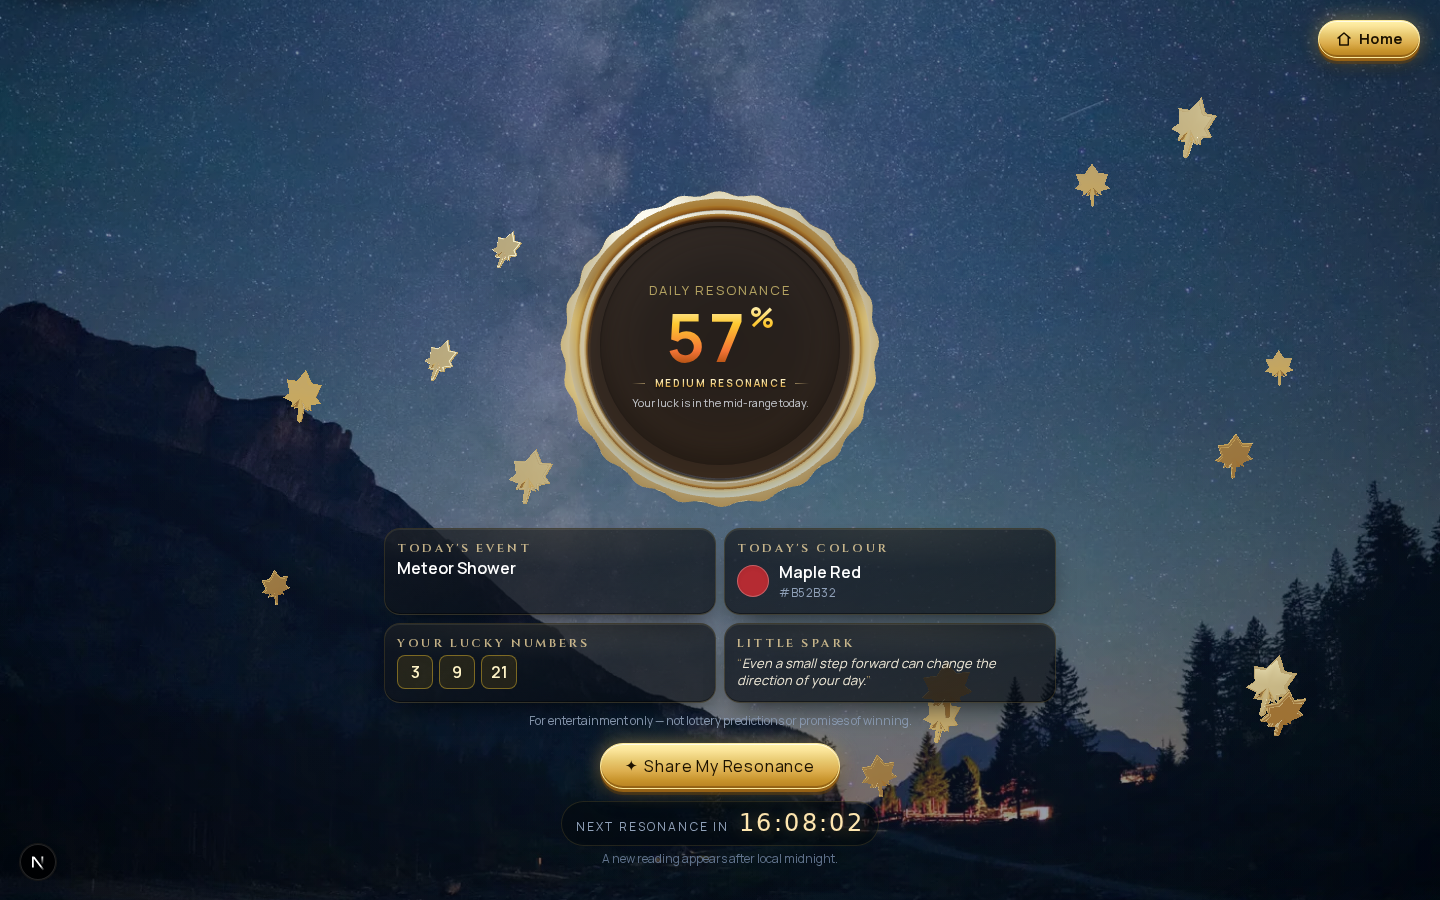 Home
DAILY RESONANCE
57%
MEDIUM RESONANCE
Your luck is in the mid-range today.
TODAY'S EVENT
Meteor Shower
TODAY'S COLOUR
Maple Red
#B52B32
YOUR LUCKY NUMBERS
3 9 21
LITTLE SPARK
"Even a small step forward can change the
direction of your day."
For entertainment only — not lottery predictions or promises of winning.
✦ Share My Resonance
NEXT RESONANCE IN 16:08:02
A new reading appears after local midnight.
N